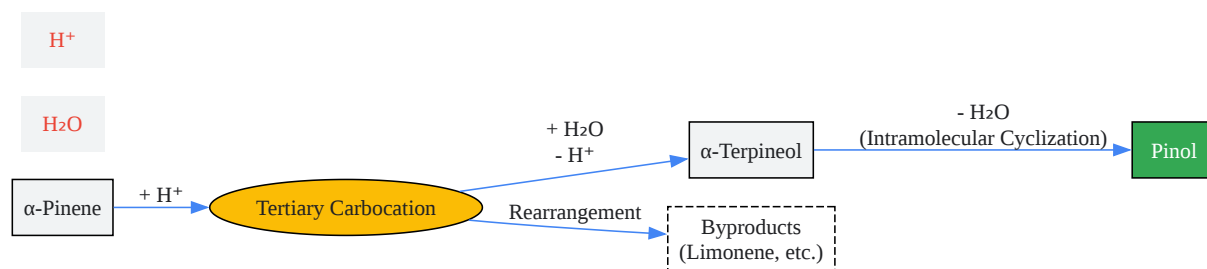 H⁺
H₂O
α-Pinene
+ H⁺
Tertiary Carbocation
+ H₂O
- H⁺
Rearrangement
α-Terpineol
Byproducts
(Limonene, etc.)
- H₂O
(Intramolecular Cyclization)
Pinol